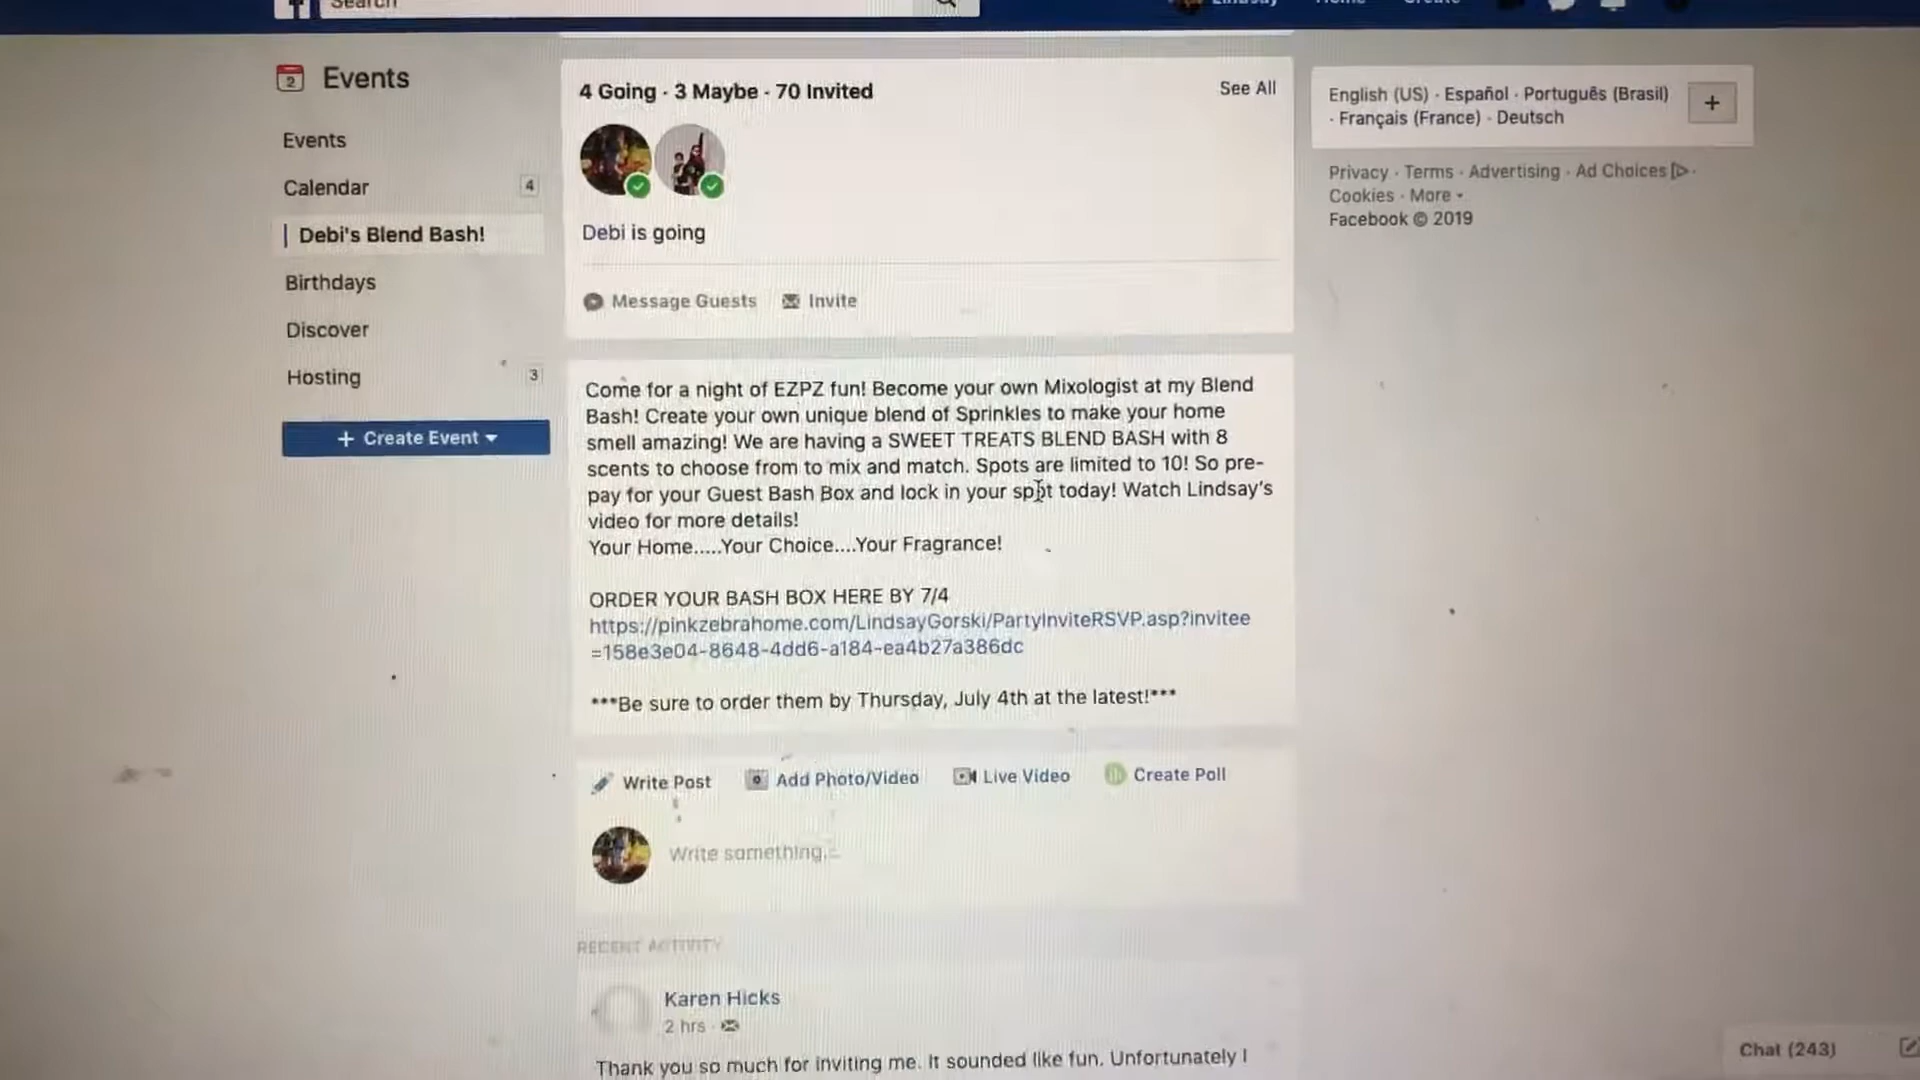 Search
Lindsay Home Create
2 Events
Events
Calendar 4
Debi's Blend Bash!
Birthdays
Discover
Hosting 3
+ Create Event
4 Going · 3 Maybe · 70 Invited
See All
Debi is going
Message Guests Invite
Come for a night of EZPZ fun! Become your own Mixologist at my Blend
Bash! Create your own unique blend of Sprinkles to make your home
smell amazing! We are having a SWEET TREATS BLEND BASH with 8
scents to choose from to mix and match. Spots are limited to 10! So pre-
pay for your Guest Bash Box and lock in your spot today! Watch Lindsay's
video for more details!
Your Home.....Your Choice....Your Fragrance!
ORDER YOUR BASH BOX HERE BY 7/4
https://pinkzebrahome.com/LindsayGorski/PartyInviteRSVP.asp?invitee
=158e3e04-8648-4dd6-a184-ea4b27a386dc
***Be sure to order them by Thursday, July 4th at the latest!***
Write Post Add Photo/Video Live Video Create Poll
Write something...
RECENT ACTIVITY
Karen Hicks
2 hrs ·
Thank you so much for inviting me. It sounded like fun. Unfortunately I
English (US) · Español · Português (Brasil)
· Français (France) · Deutsch
+
Privacy · Terms · Advertising · Ad Choices ·
Cookies · More
Facebook © 2019
Chat (243)